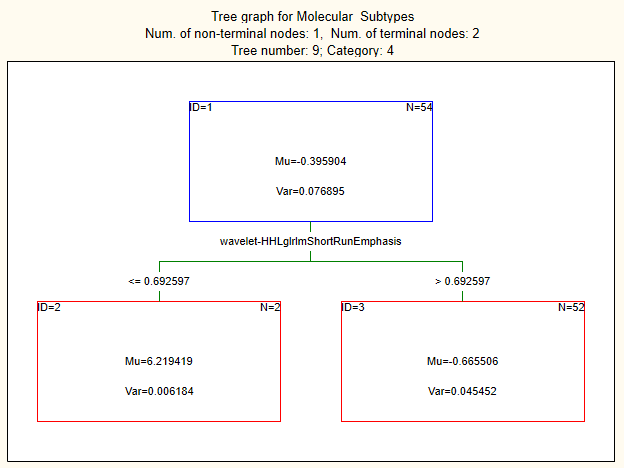 Tree graph for Molecular  Subtypes
Num. of non-terminal nodes: 1,  Num. of terminal nodes: 2
Tree number: 9; Category: 4
ID=1 N=54
Mu=-0.395904
Var=0.076895
wavelet-HHLglrlmShortRunEmphasis
<= 0.692597 > 0.692597
ID=2 N=2 ID=3 N=52
Mu=6.219419 Mu=-0.665506
Var=0.006184 Var=0.045452